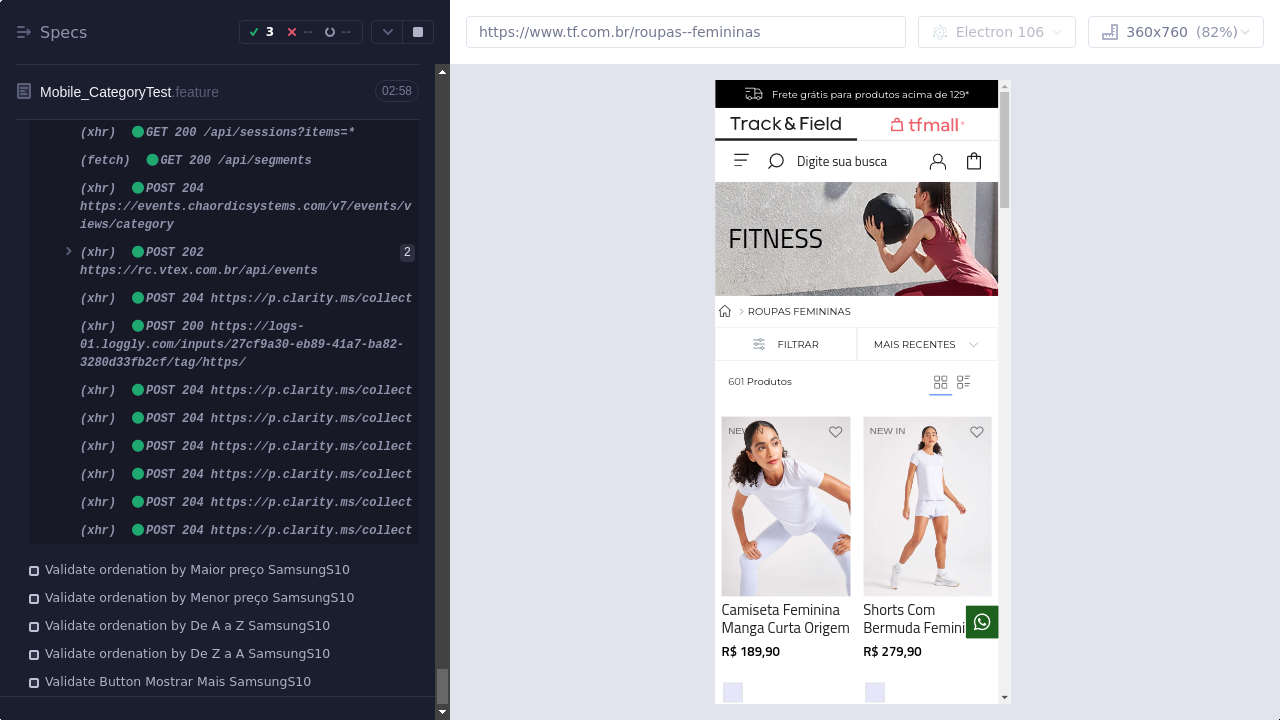 Specs
3
--
--
Mobile_CategoryTest.feature
02:58
(xhr) GET 200 /api/sessions?items=*
(fetch) GET 200 /api/segments
(xhr) POST 204
https://events.chaordicsystems.com/v7/events/v
iews/category
(xhr) POST 202
https://rc.vtex.com.br/api/events
2
(xhr) POST 204 https://p.clarity.ms/collect
(xhr) POST 200 https://logs-
01.loggly.com/inputs/27cf9a30-eb89-41a7-ba82-
3280d33fb2cf/tag/https/
(xhr) POST 204 https://p.clarity.ms/collect
(xhr) POST 204 https://p.clarity.ms/collect
(xhr) POST 204 https://p.clarity.ms/collect
(xhr) POST 204 https://p.clarity.ms/collect
(xhr) POST 204 https://p.clarity.ms/collect
(xhr) POST 204 https://p.clarity.ms/collect
Validate ordenation by Maior preço SamsungS10
Validate ordenation by Menor preço SamsungS10
Validate ordenation by De A a Z SamsungS10
Validate ordenation by De Z a A SamsungS10
Validate Button Mostrar Mais SamsungS10
https://www.tf.com.br/roupas--femininas
Electron 106
360x760 (82%)
Frete grátis para produtos acima de 129*
Track&Field
tfmall
Digite sua busca
FITNESS
ROUPAS FEMININAS
FILTRAR
MAIS RECENTES
601 Produtos
NEW IN
NEW IN
Camiseta Feminina
Manga Curta Origem
R$ 189,90
Shorts Com
Bermuda Femini
R$ 279,90